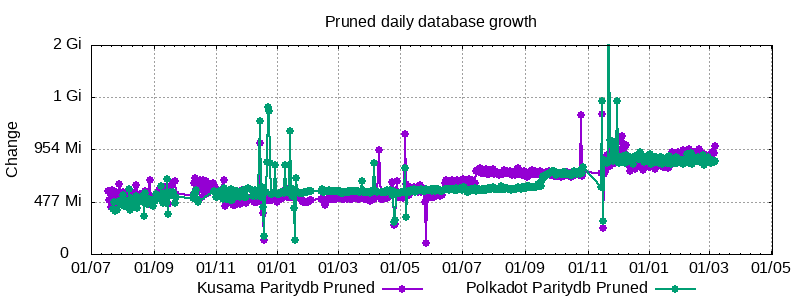 Pruned daily database growth
2 Gi
1 Gi
954 Mi
477 Mi
0
Change
01/07 01/09 01/11 01/01 01/03 01/05 01/07 01/09 01/11 01/01 01/03 01/05
Kusama Paritydb Pruned Polkadot Paritydb Pruned